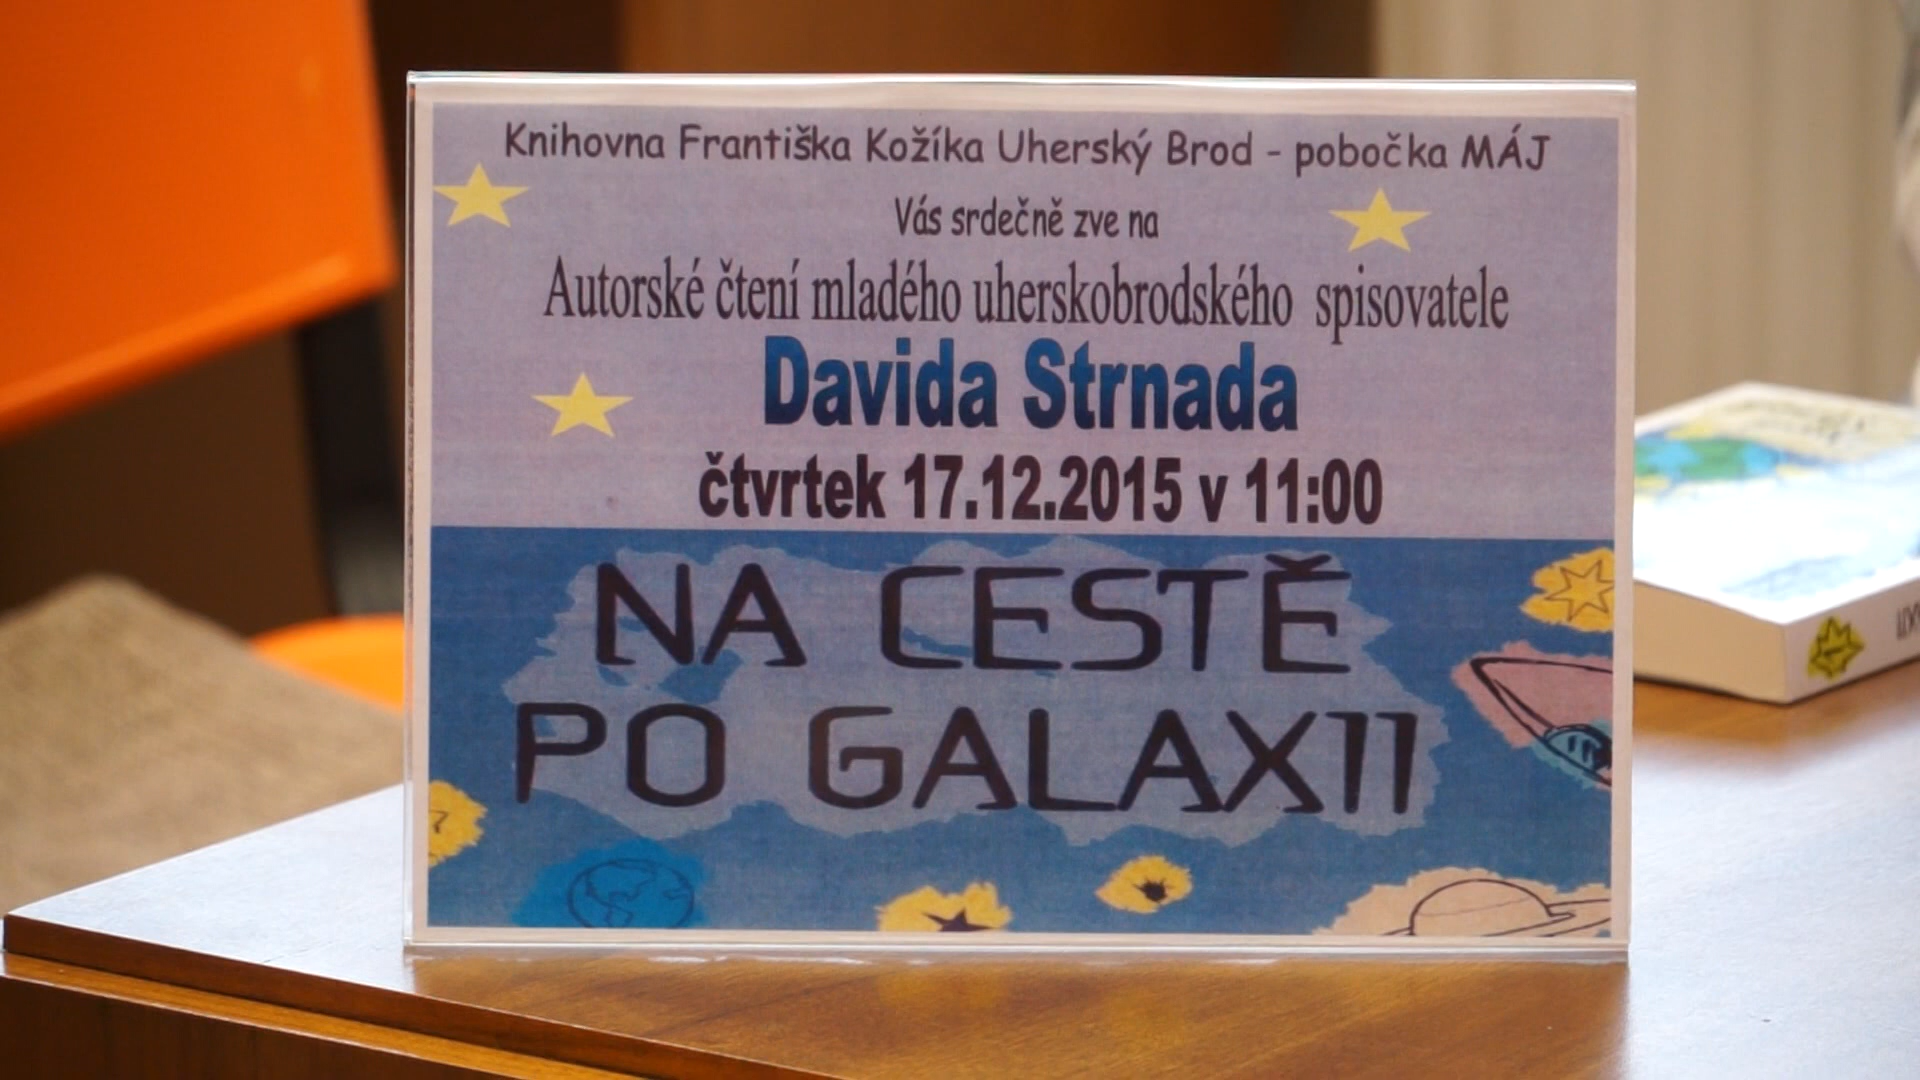 Knihovna Františka Kožíka Uherský Brod - pobočka MÁJ
Vás srdečně zve na
Autorské čtení mladého uherskobrodského spisovatele
Davida Strnada
čtvrtek 17.12.2015 v 11:00
NA CESTĚ
PO GALAXII